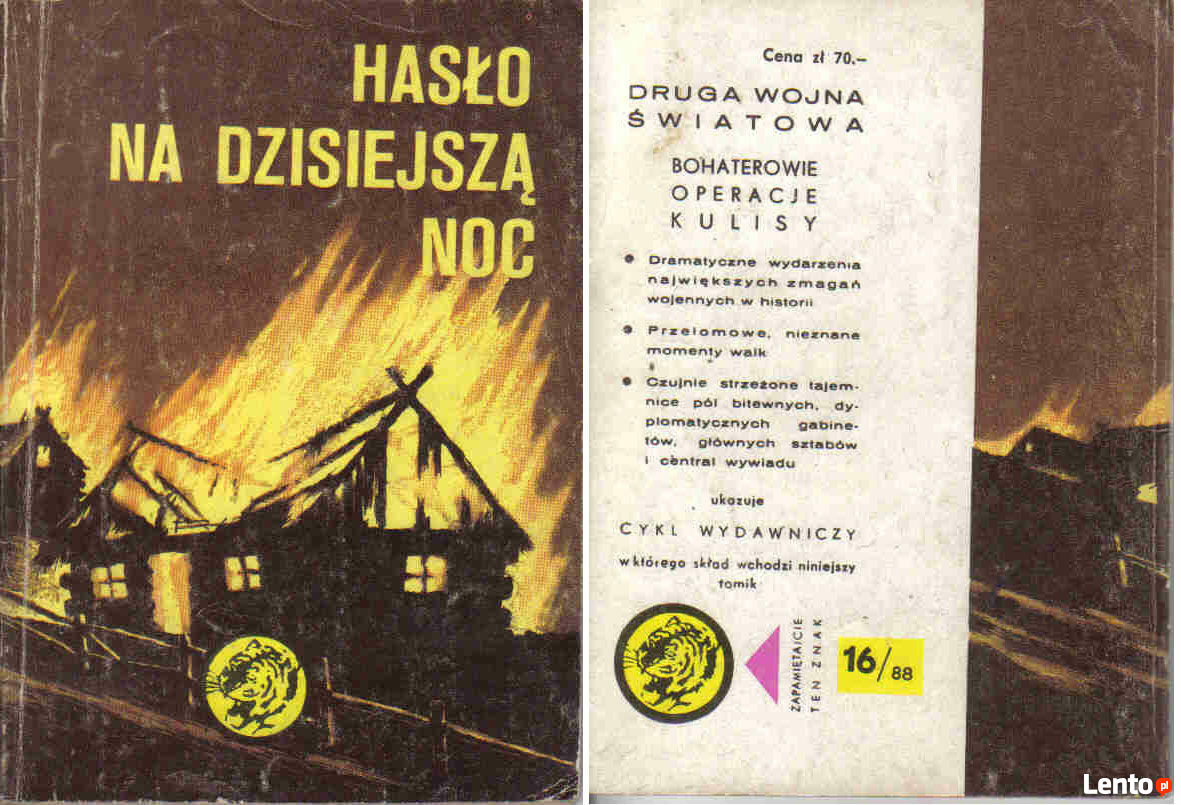 HASŁO
NA DZISIEJSZĄ
NOC
Cena zł 70.–
DRUGA WOJNA
ŚWIATOWA
BOHATEROWIE
OPERACJE
KULISY
● Dramatyczne wydarzenia
największych zmagań
wojennych w historii
● Przełomowe, nieznane
momenty walk
● Czujnie strzeżone tajem-
nice pól bitewnych, dy-
plomatycznych gabine-
tów, głównych sztabów
i central wywiadu
ukazuje
CYKL WYDAWNICZY
w którego skład wchodzi niniejszy
tomik
ZAPAMIĘTAJCIE
TEN ZNAK
16/88
Lento.pl